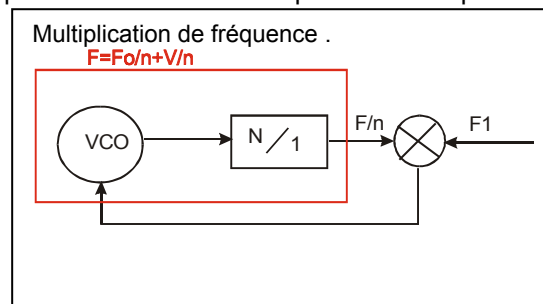 Multiplication de fréquence .
F=Fo/n+V/n
VCO
N/1
F/n
F1